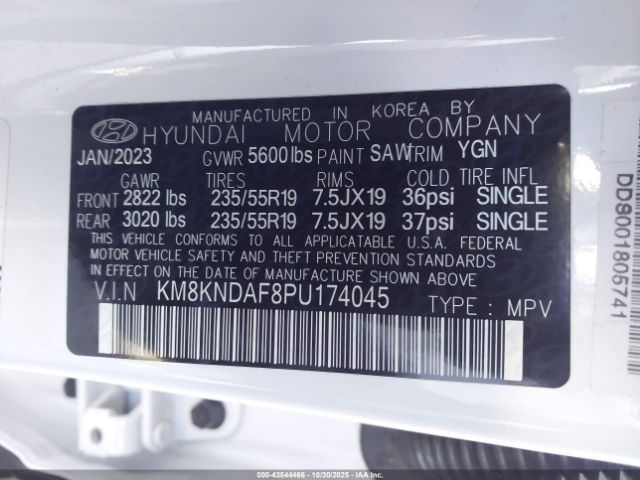 MANUFACTURED IN KOREA BY
HYUNDAI MOTOR COMPANY
JAN/2023 GVWR 5600lbs PAINT SAW TRIM YGN
GAWR TIRES RIMS COLD TIRE INFL
FRONT 2822 lbs 235/55R19 7.5JX19 36psi SINGLE
REAR 3020 lbs 235/55R19 7.5JX19 37psi SINGLE
THIS VEHICLE CONFORMS TO ALL APPLICABLE U.S.A. FEDERAL
MOTOR VEHICLE SAFETY AND THEFT PREVENTION STANDARDS
IN EFFECT ON THE DATE OF MANUFACTURE SHOWN ABOVE.
V.I.N KM8KNDAF8PU174045 TYPE : MPV
DD8001805741
000-43544466 - 10/30/2025 - IAAI.COM